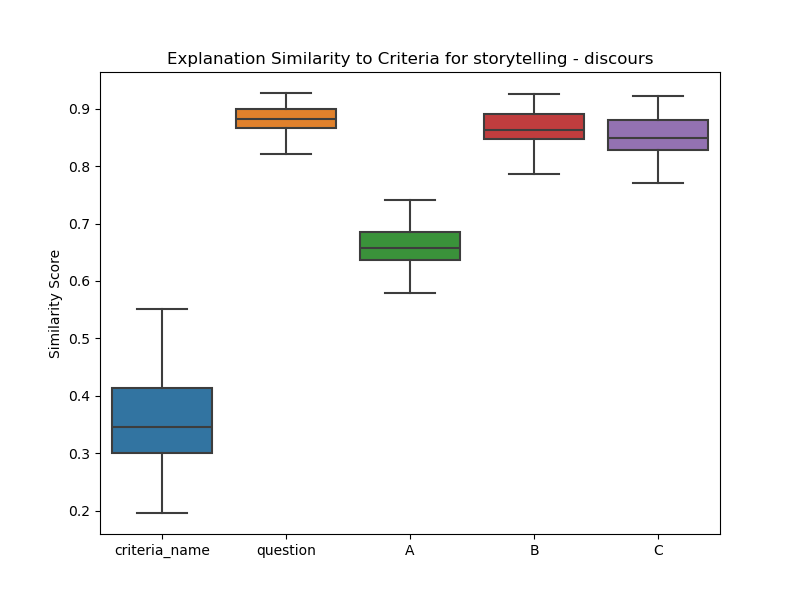 Explanation Similarity to Criteria for storytelling - discours
Similarity Score
0.9
0.8
0.7
0.6
0.5
0.4
0.3
0.2
criteria_name question A B C